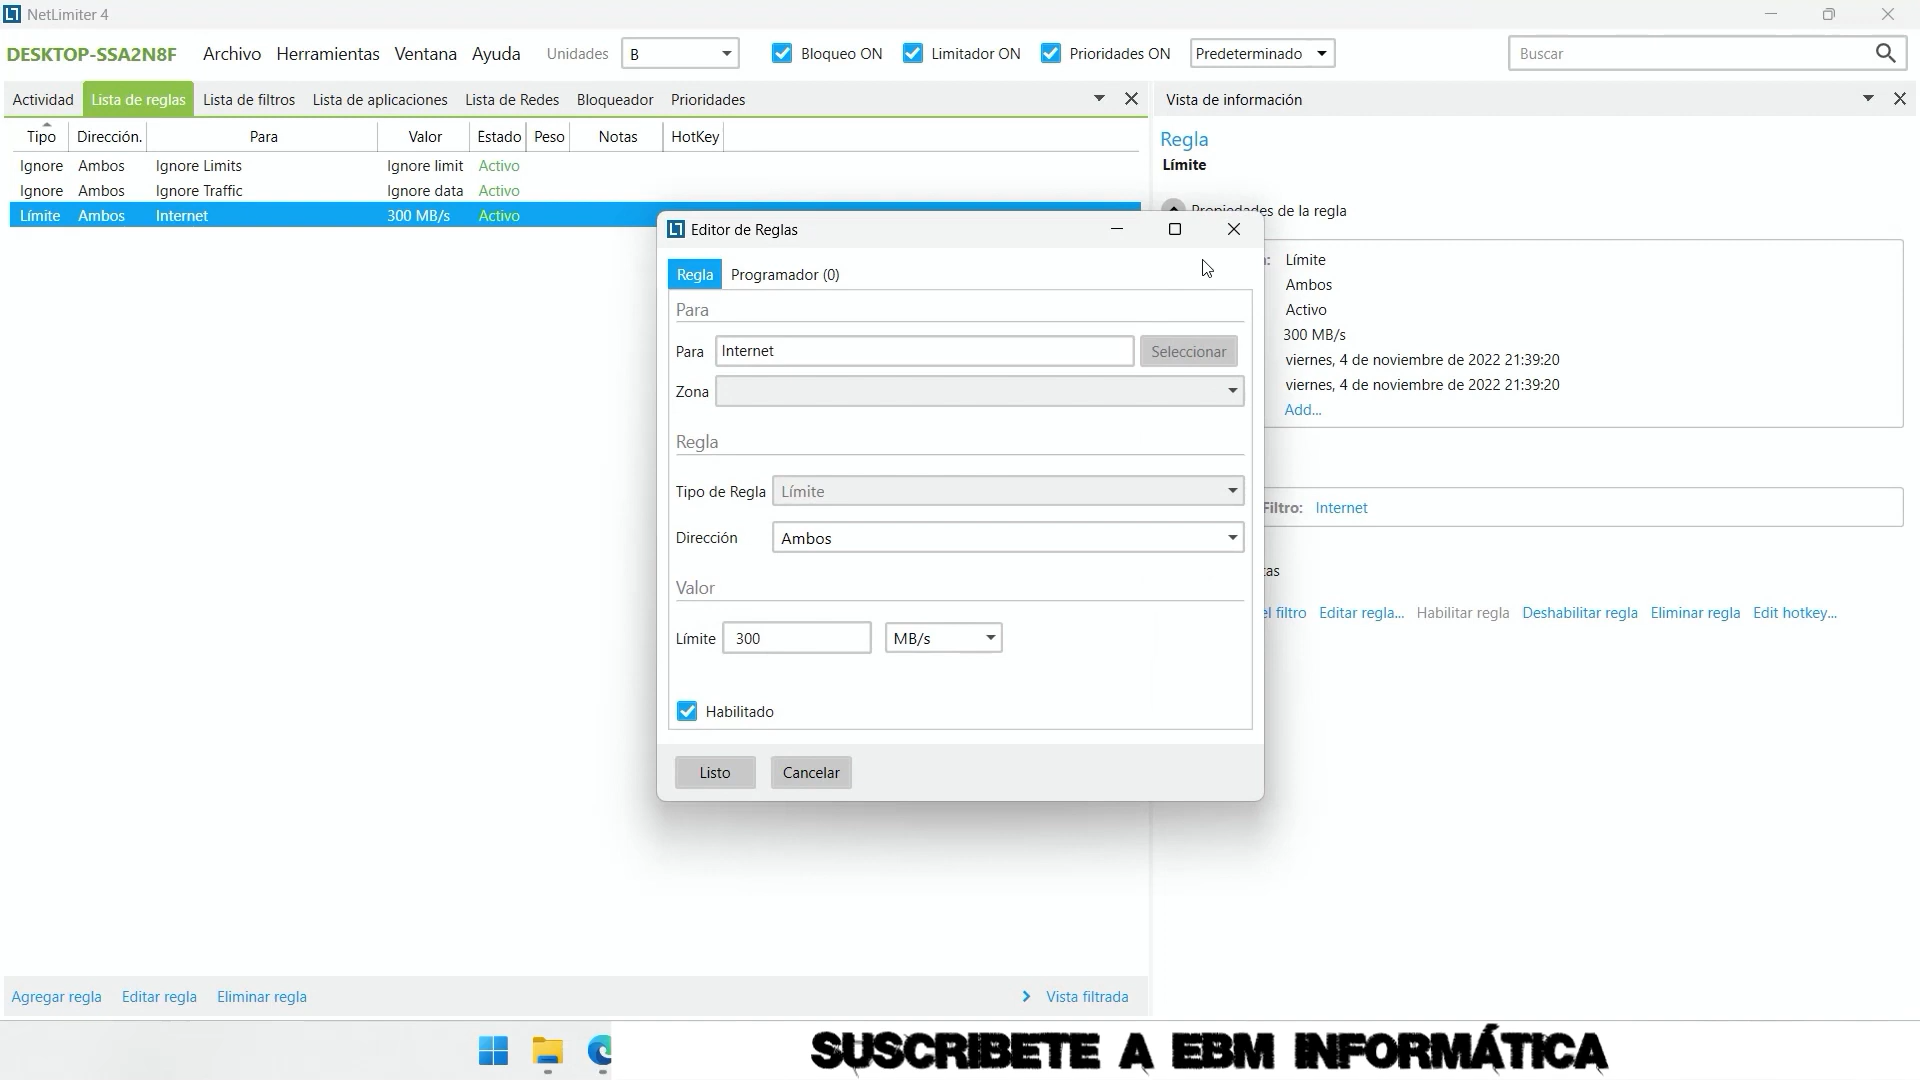 NetLimiter 4
DESKTOP-SSA2N8F Archivo Herramientas Ventana Ayuda Unidades B Bloqueo ON Limitador ON Prioridades ON Predeterminado Buscar
Actividad Lista de reglas Lista de filtros Lista de aplicaciones Lista de Redes Bloqueador Prioridades
Tipo Dirección. Para Valor Estado Peso Notas HotKey
Ignore Ambos Ignore Limits Ignore limit Activo
Ignore Ambos Ignore Traffic Ignore data Activo
Límite Ambos Internet 300 MB/s Activo
Editor de Reglas
Regla Programador (0)
Para
Para Internet Seleccionar
Zona
Regla
Tipo de Regla Límite
Dirección Ambos
Valor
Límite 300 MB/s
Habilitado
Listo Cancelar
Vista de información
Regla
Límite
Propiedades de la regla
Límite
Ambos
Activo
300 MB/s
viernes, 4 de noviembre de 2022 21:39:20
viernes, 4 de noviembre de 2022 21:39:20
Add...
Filtro: Internet
tas
el filtro Editar regla... Habilitar regla Deshabilitar regla Eliminar regla Edit hotkey...
Agregar regla Editar regla Eliminar regla Vista filtrada
SUSCRIBETE A EBM INFORMÁTICA